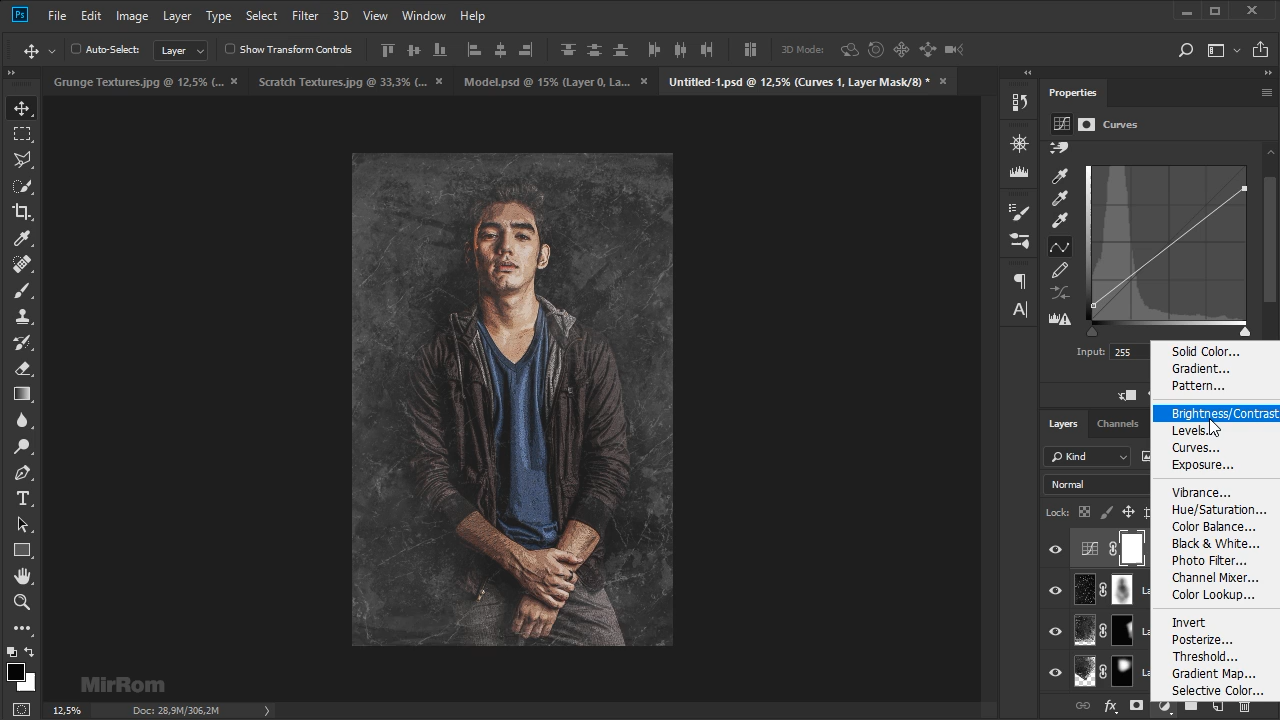 Ps File Edit Image Layer Type Select Filter 3D View Window Help
Auto-Select: Layer Show Transform Controls 3D Mode:
Grunge Textures.jpg @ 12,5% (... Scratch Textures.jpg @ 33,3% (... Model.psd @ 15% (Layer 0, La... Untitled-1.psd @ 12,5% (Curves 1, Layer Mask/8) *
Properties
Curves
Input: 255
Solid Color...
Gradient...
Pattern...
Brightness/Contrast
Levels...
Curves...
Exposure...
Vibrance...
Hue/Saturation...
Color Balance...
Black & White...
Photo Filter...
Channel Mixer...
Color Lookup...
Invert
Posterize...
Threshold...
Gradient Map...
Selective Color...
Layers Channels
Kind
Normal
Lock:
La
La
La
fx
MirRom
12,5% Doc: 28,9M/306,2M